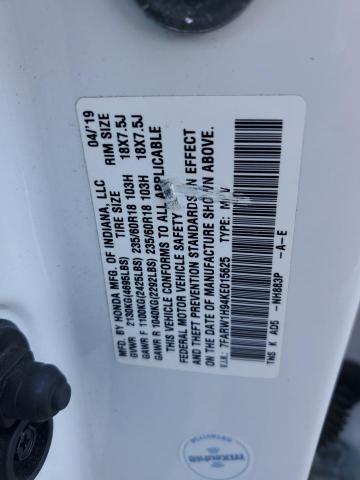 MFD. BY HONDA MFG. OF INDIANA, LLC 04/'19
TIRE SIZE RIM SIZE
GVWR 2130KG(4695LBS)
GAWR F 1100KG(2425LBS) 235/60R18 103H 18X7.5J
GAWR R 1040KG(2292LBS) 235/60R18 103H 18X7.5J
THIS VEHICLE CONFORMS TO ALL APPLICABLE
FEDERAL MOTOR VEHICLE SAFETY
AND THEFT PREVENTION STANDARDS IN EFFECT
ON THE DATE OF MANUFACTURE SHOWN ABOVE.
V.I.N.: 7FARW1H94KE015625 TYPE:
TNS K A05 -NH883P -A-E